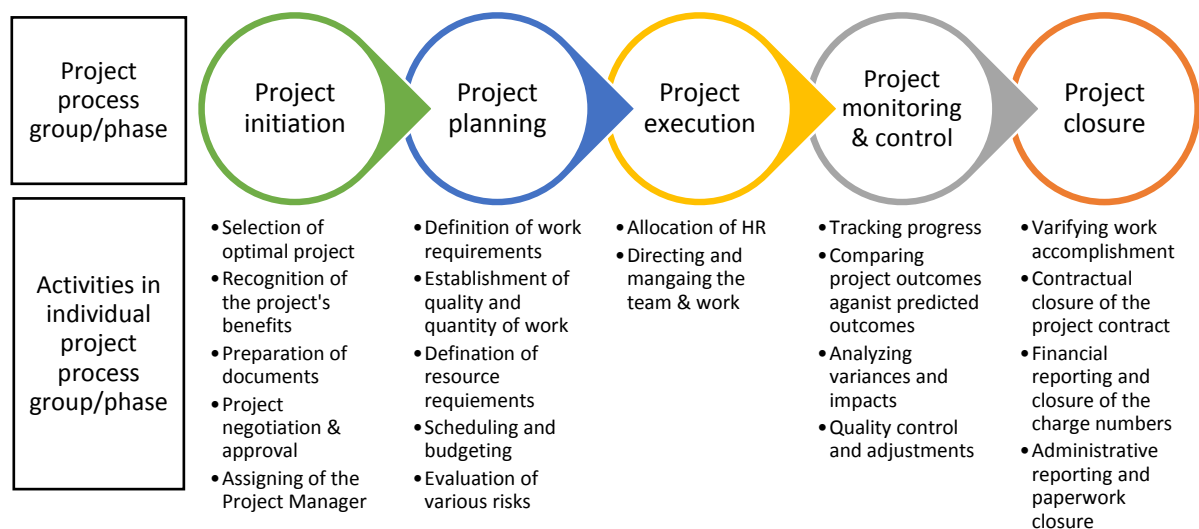 Project
process
group/phase
Project
initiation
Project
planning
Project
execution
Project
monitoring
& control
Project
closure
Activities in
individual
project
process
group/phase
•Selection of
optimal project
•Recognition of
the project's
benefits
•Preparation of
documents
•Project
negotiation &
approval
•Assigning of the
Project Manager
•Definition of work
requirements
•Establishment of
quality and
quantity of work
•Defination of
resource
requiements
•Scheduling and
budgeting
•Evaluation of
various risks
•Allocation of HR
•Directing and
mangaing the
team & work
•Tracking progress
•Comparing
project outcomes
aganist predicted
outcomes
•Analyzing
variances and
impacts
•Quality control
and adjustments
•Varifying work
accomplishment
•Contractual
closure of the
project contract
•Financial
reporting and
closure of the
charge numbers
•Administrative
reporting and
paperwork
closure